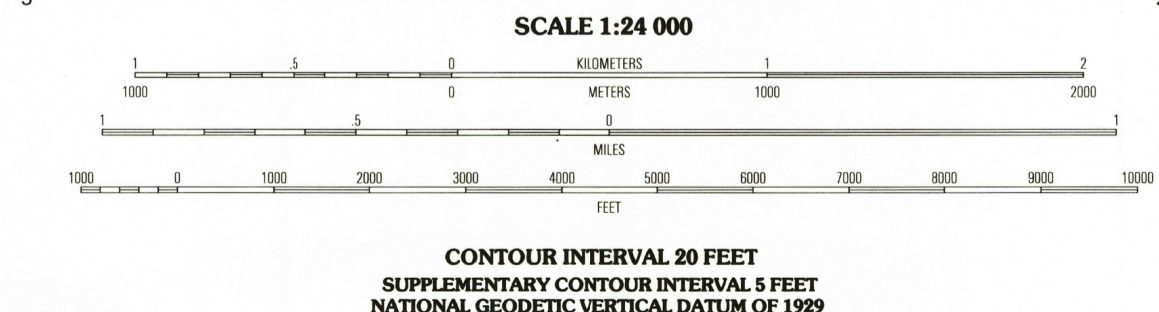 SCALE 1:24 000
1 .5 0 KILOMETERS 1 2
1000 0 METERS 1000 2000
1 .5 0 1
MILES
1000 0 1000 2000 3000 4000 5000 6000 7000 8000 9000 10000
FEET
CONTOUR INTERVAL 20 FEET
SUPPLEMENTARY CONTOUR INTERVAL 5 FEET
NATIONAL GEODETIC VERTICAL DATUM OF 1929